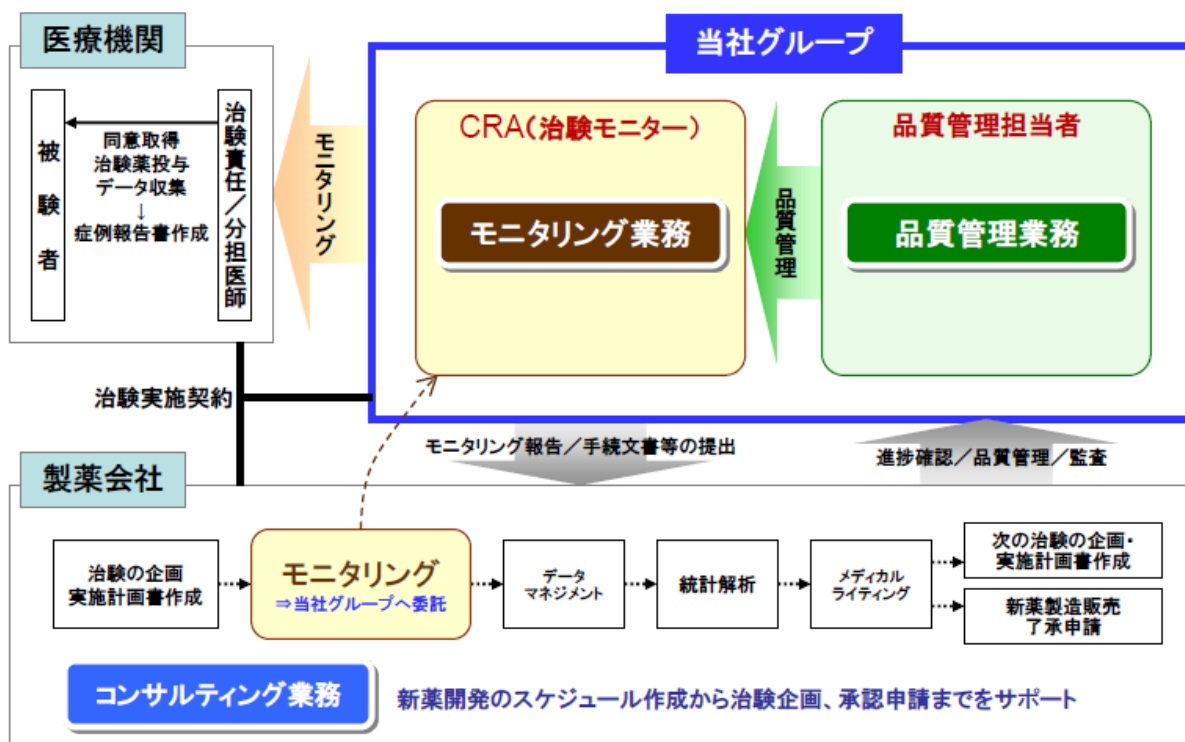 医療機関
当社グループ
被験者
同意取得
治験薬投与
データ収集
↓
症例報告書作成
治験責任／分担医師
モニタリング
CRA（治験モニター）
モニタリング業務
品質管理
品質管理担当者
品質管理業務
治験実施契約
モニタリング報告／手続文書等の提出
進捗確認／品質管理／監査
製薬会社
治験の企画
実施計画書作成
モニタリング
⇒当社グループへ委託
データ
マネジメント
統計解析
メディカル
ライティング
次の治験の企画・
実施計画書作成
新薬製造販売
了承申請
コンサルティング業務
新薬開発のスケジュール作成から治験企画、承認申請までをサポート